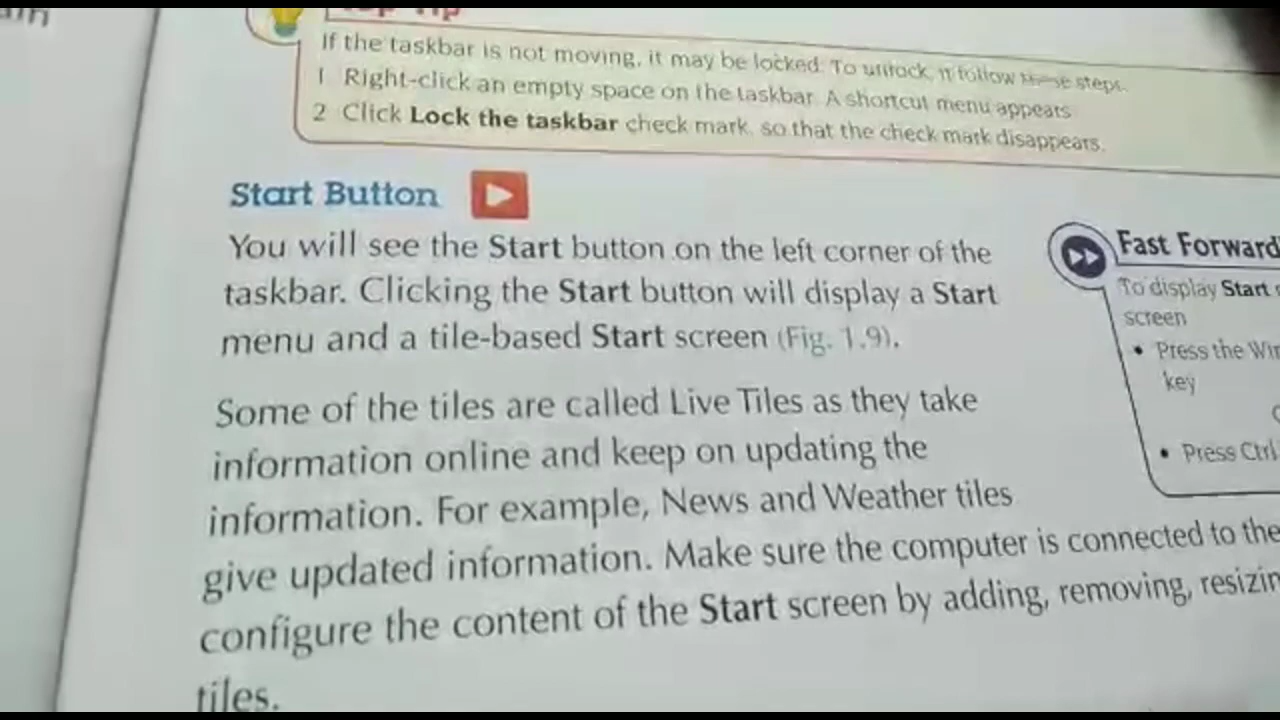 Top Tip
If the taskbar is not moving, it may be locked. To unlock it follow these steps.
1 Right-click an empty space on the taskbar. A shortcut menu appears.
2 Click Lock the taskbar check mark, so that the check mark disappears.
Start Button
You will see the Start button on the left corner of the
taskbar. Clicking the Start button will display a Start
menu and a tile-based Start screen (Fig. 1.9).
Some of the tiles are called Live Tiles as they take
information online and keep on updating the
information. For example, News and Weather tiles
give updated information. Make sure the computer is connected to the
configure the content of the Start screen by adding, removing,
tiles.
Fast Forward
To display Start
screen
• Press the
key
• Press Ctrl